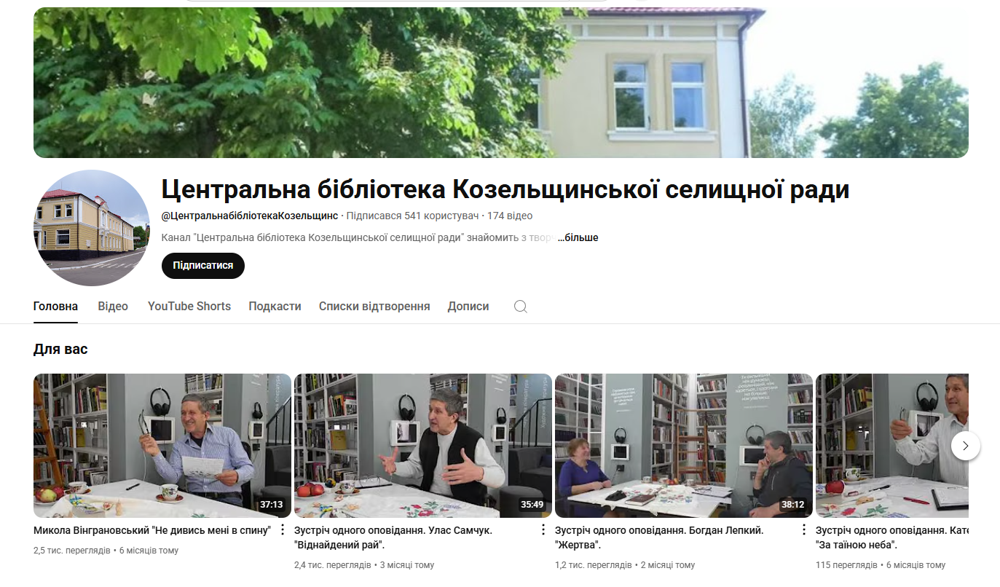 Центральна бібліотека Козельщинської селищної ради
@ЦентральнабібліотекаКозельщинс · Підписався 541 користувач · 174 відео
Канал "Центральна бібліотека Козельщинської селищної ради" знайомить з ...більше
Підписатися
Головна Відео YouTube Shorts Подкасти Списки відтворення Дописи
Для вас
37:13
35:49
38:12
Микола Вінграновський "Не дивись мені в спину"
2,5 тис. переглядів • 6 місяців тому
Зустріч одного оповідання. Улас Самчук.
"Віднайдений рай".
2,4 тис. переглядів • 3 місяці тому
Зустріч одного оповідання. Богдан Лепкий.
"Жертва".
1,2 тис. переглядів • 2 місяці тому
Зустріч одного оповідання.
"За таїною неба".
115 переглядів • 6 місяців тому